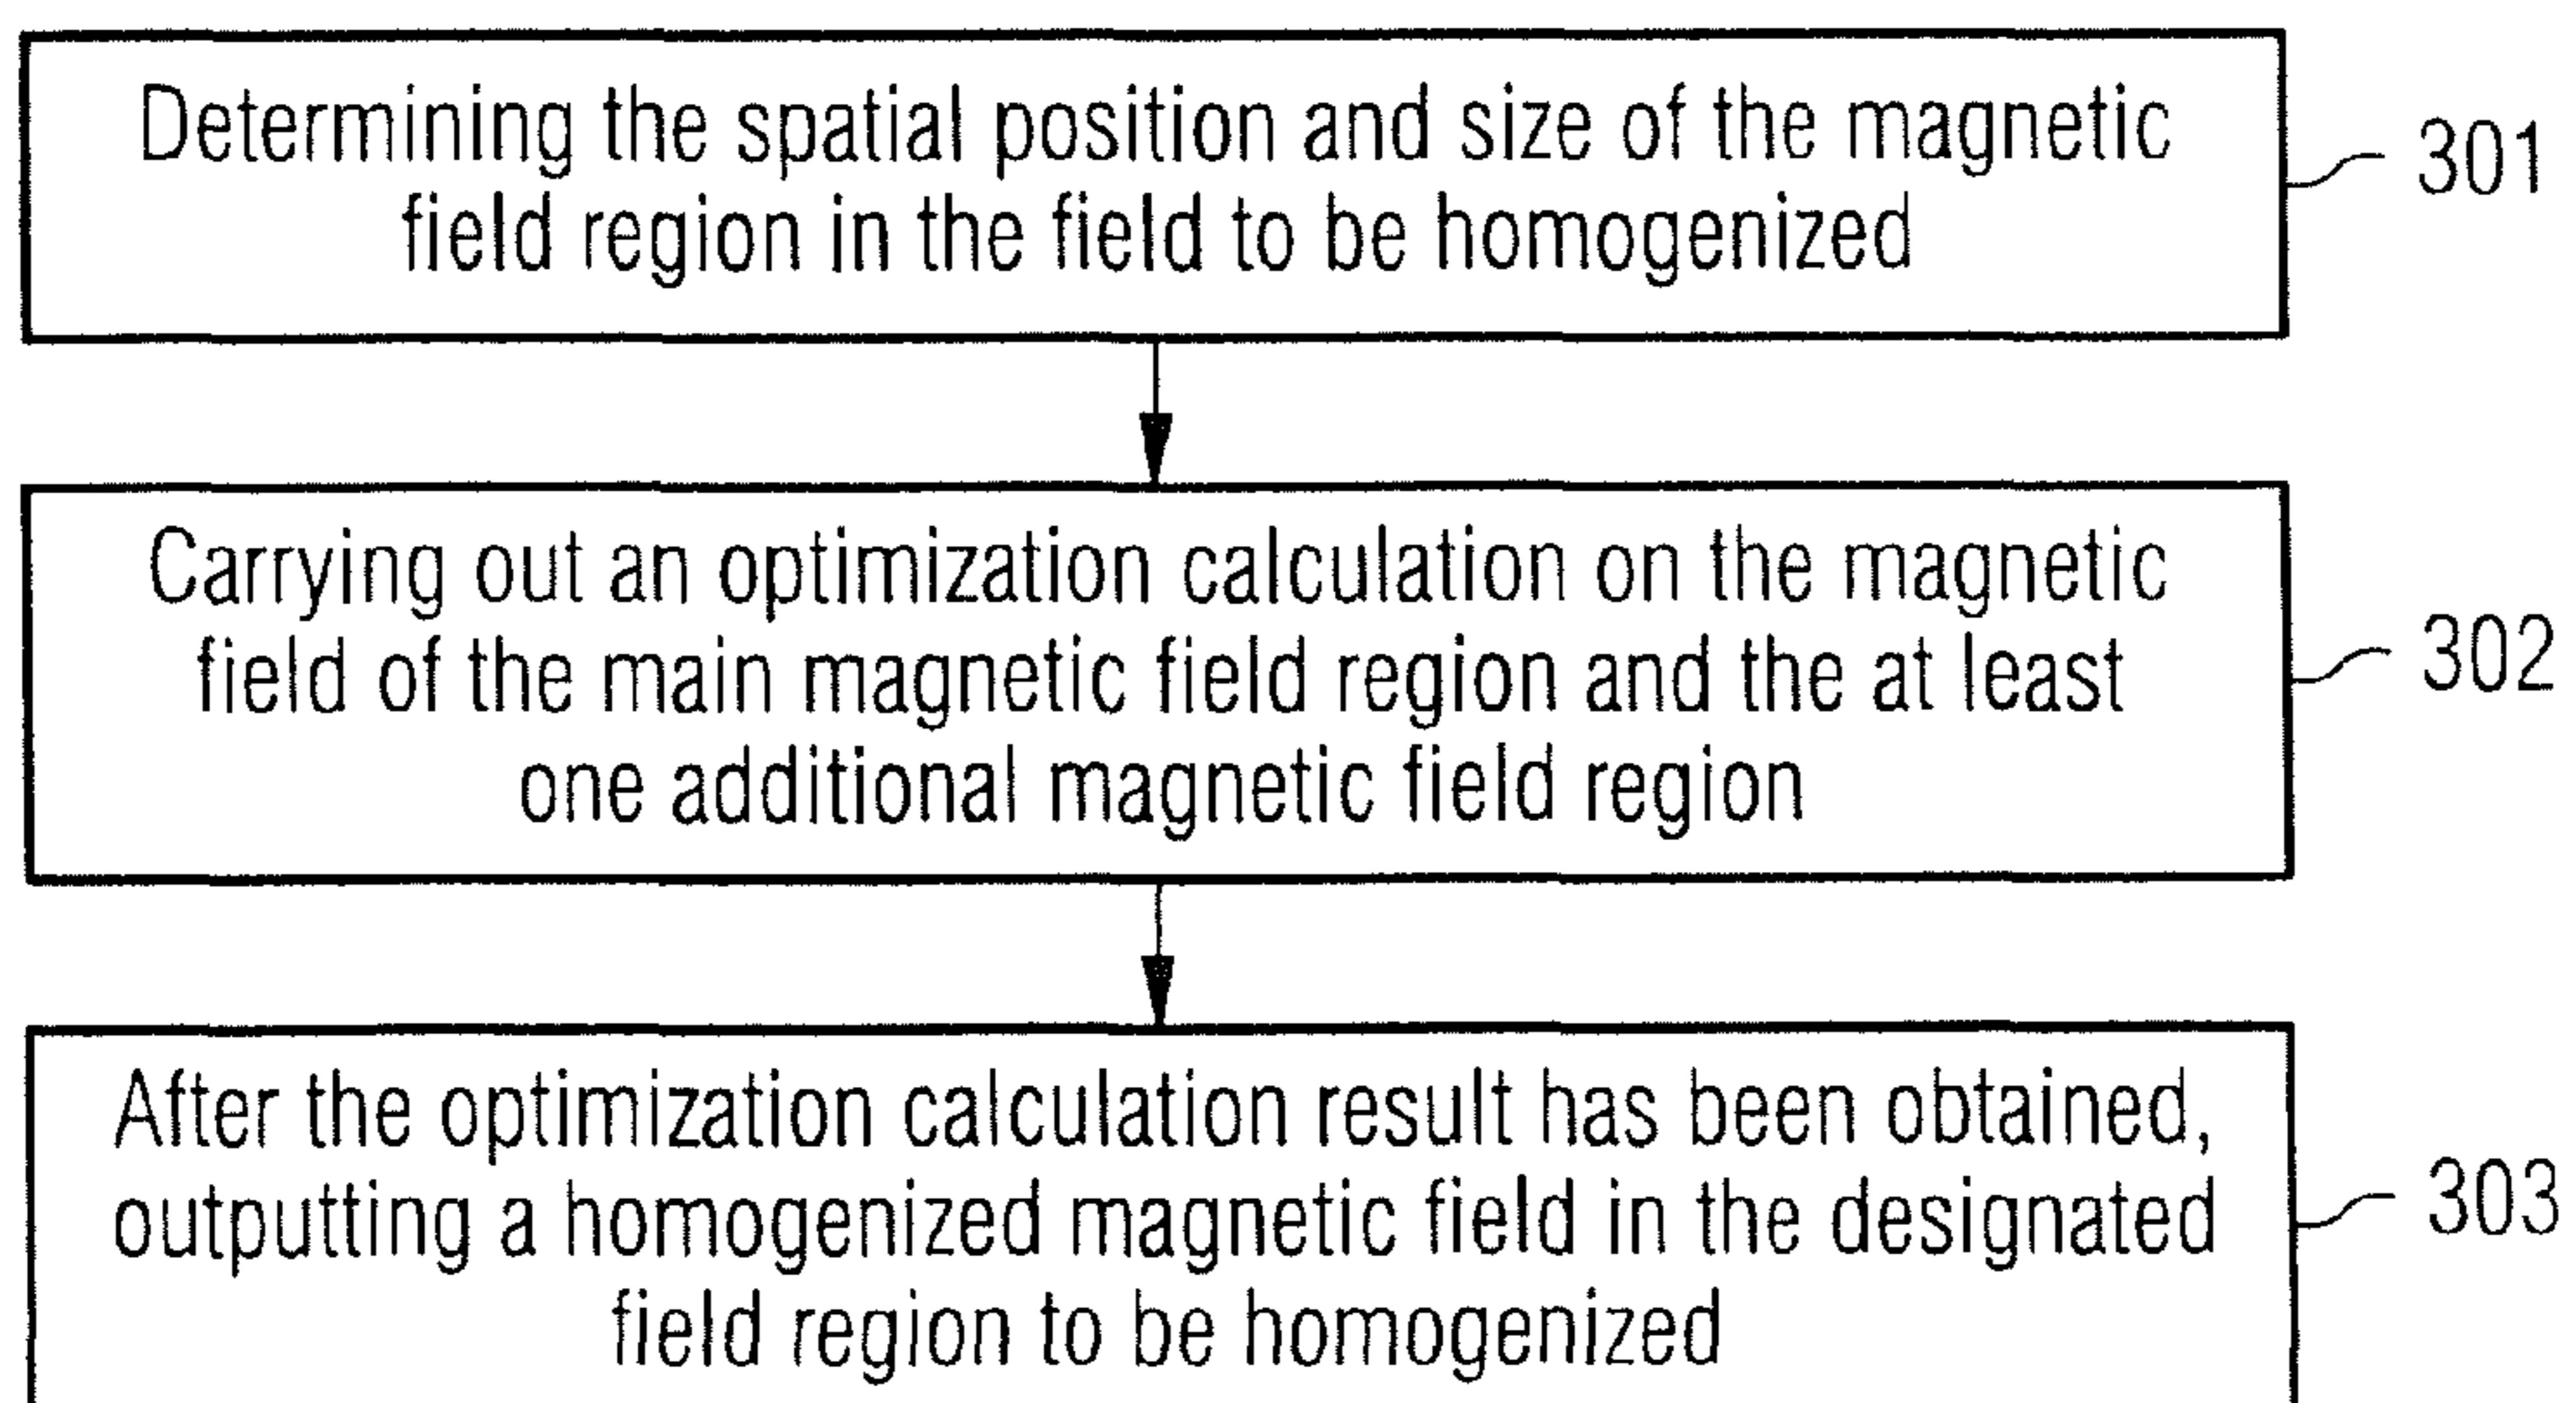 Determining the spatial position and size of the magnetic
field region in the field to be homogenized
301
Carrying out an optimization calculation on the magnetic
field of the main magnetic field region and the at least
one additional magnetic field region
302
After the optimization calculation result has been obtained,
outputting a homogenized magnetic field in the designated
field region to be homogenized
303